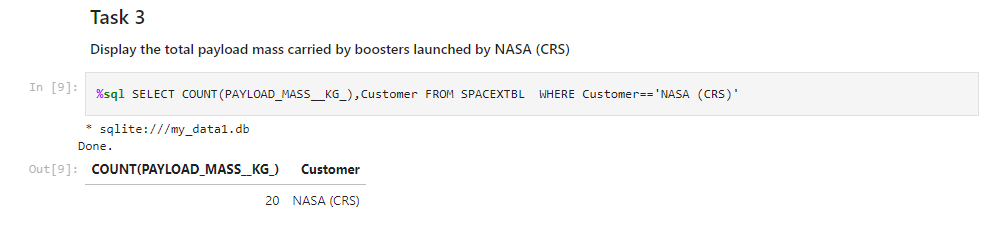 Task 3
Display the total payload mass carried by boosters launched by NASA (CRS)
In [9]: %sql SELECT COUNT(PAYLOAD_MASS__KG_),Customer FROM SPACEXTBL  WHERE Customer=='NASA (CRS)'
* sqlite:///my_data1.db
Done.
Out[9]: COUNT(PAYLOAD_MASS__KG_) Customer
20 NASA (CRS)